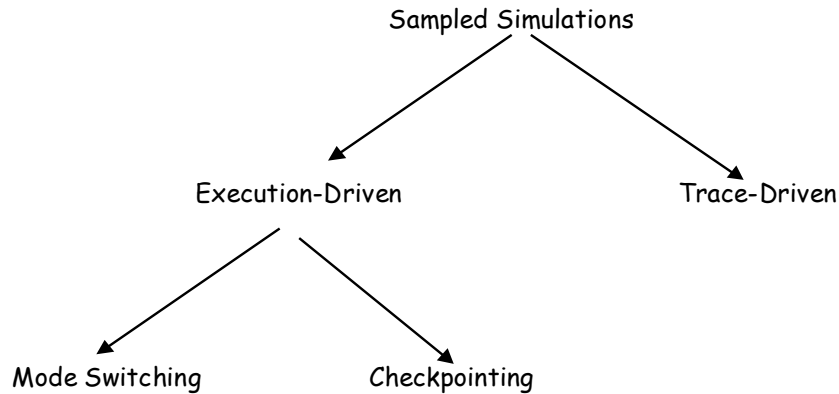 Sampled Simulations
Execution-Driven
Trace-Driven
Mode Switching
Checkpointing